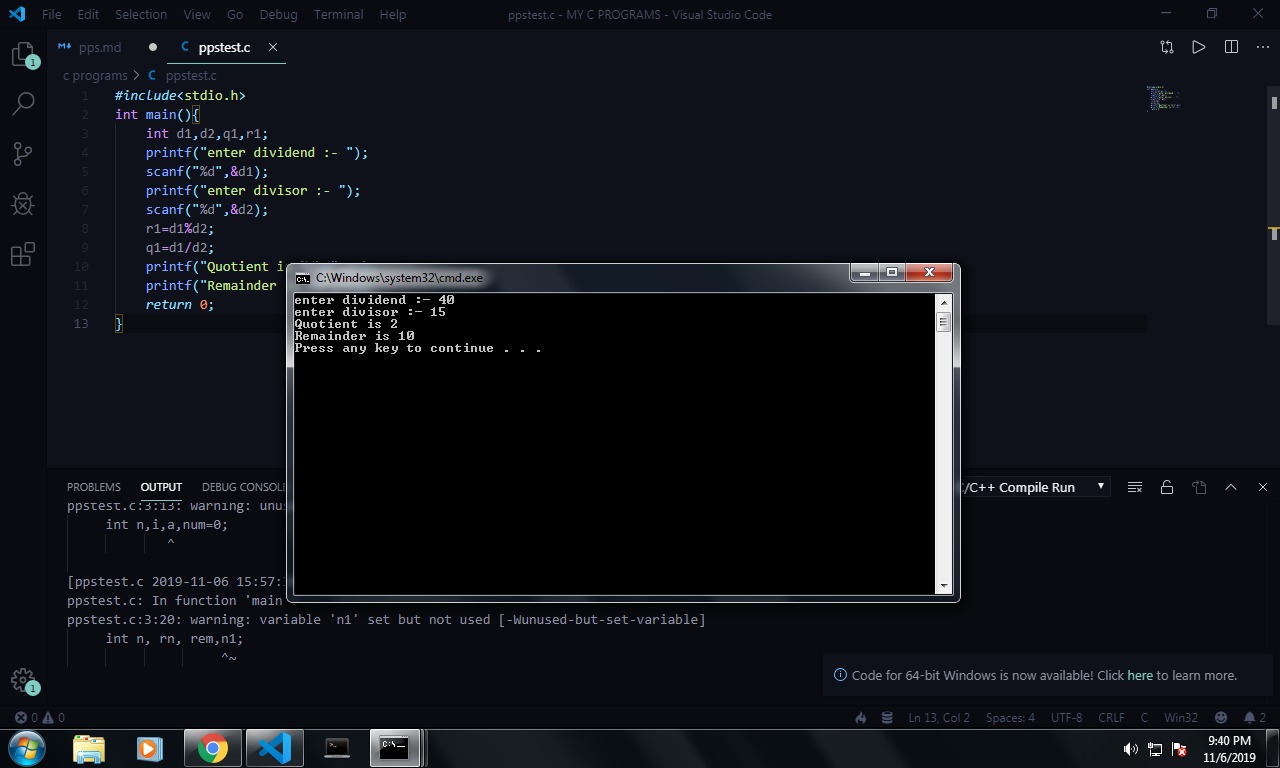 File Edit Selection View Go Debug Terminal Help ppstest.c - MY C PROGRAMS - Visual Studio Code
pps.md ppstest.c
c programs > C ppstest.c
1 #include<stdio.h>
2 int main(){
3 int d1,d2,q1,r1;
4 printf("enter dividend :- ");
5 scanf("%d",&d1);
6 printf("enter divisor :- ");
7 scanf("%d",&d2);
8 r1=d1%d2;
9 q1=d1/d2;
10 printf("Quotient i
11 printf("Remainder
12 return 0;
13 }
C:\Windows\system32\cmd.exe
enter dividend :- 40
enter divisor :- 15
Quotient is 2
Remainder is 10
Press any key to continue . . .
PROBLEMS OUTPUT DEBUG CONSOL /C++ Compile Run
ppstest.c:3:13: warning: unus
int n,i,a,num=0;
^
[ppstest.c 2019-11-06 15:57:
ppstest.c: In function 'main
ppstest.c:3:20: warning: variable 'n1' set but not used [-Wunused-but-set-variable]
int n, rn, rem,n1;
^~
Code for 64-bit Windows is now available! Click here to learn more.
0 0 Ln 13, Col 2 Spaces: 4 UTF-8 CRLF C Win32 2
9:40 PM
11/6/2019